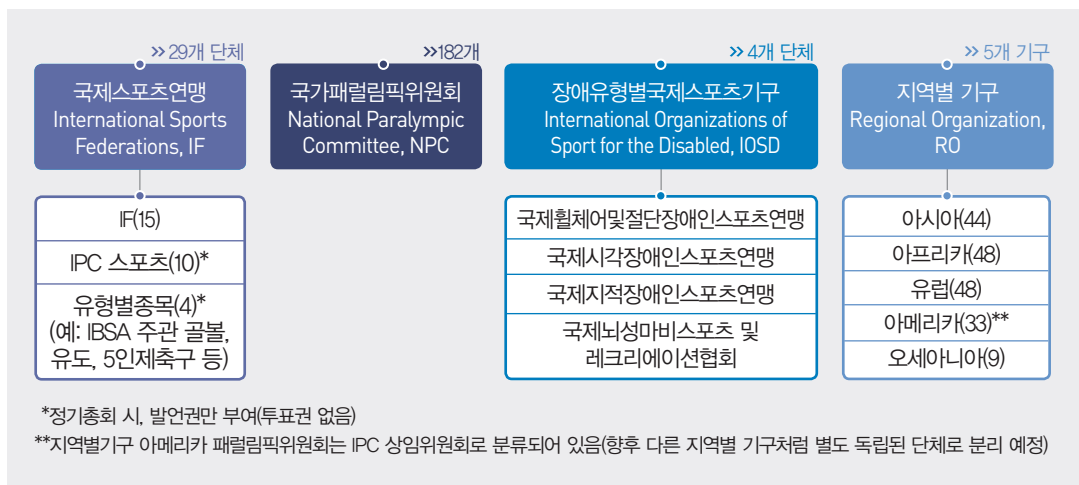 >>29개 단체
국제스포츠연맹
International Sports
Federations, IF
IF(15)
IPC 스포츠(10)*
유형별종목(4)*
(예: IBSA 주관 골볼,
유도, 5인제축구 등)
>>182개
국가패럴림픽위원회
National Paralympic
Committee, NPC
>>4개 단체
장애유형별국제스포츠기구
International Organizations of
Sport for the Disabled, IOSD
국제휠체어및절단장애인스포츠연맹
국제시각장애인스포츠연맹
국제지적장애인스포츠연맹
국제뇌성마비스포츠 및
레크리에이션협회
>> 5개 기구
지역별 기구
Regional Organization,
RO
아시아(44)
아프리카(48)
유럽(48)
아메리카(33)**
오세아니아(9)
*정기총회 시, 발언권만 부여(투표권 없음)
**지역별기구 아메리카 패럴림픽위원회는 IPC 상임위원회로 분류되어 있음(향후 다른 지역별 기구처럼 별도 독립된 단체로 분리 예정)